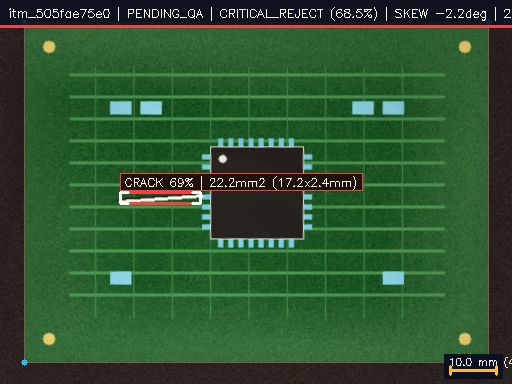 itm_505fae75e0 | PENDING_QA | CRITICAL_REJECT (68.5%) | SKEW -2.2deg | 2
CRACK 69% | 22.2mm2 (17.2x2.4mm)
10.0 mm (4